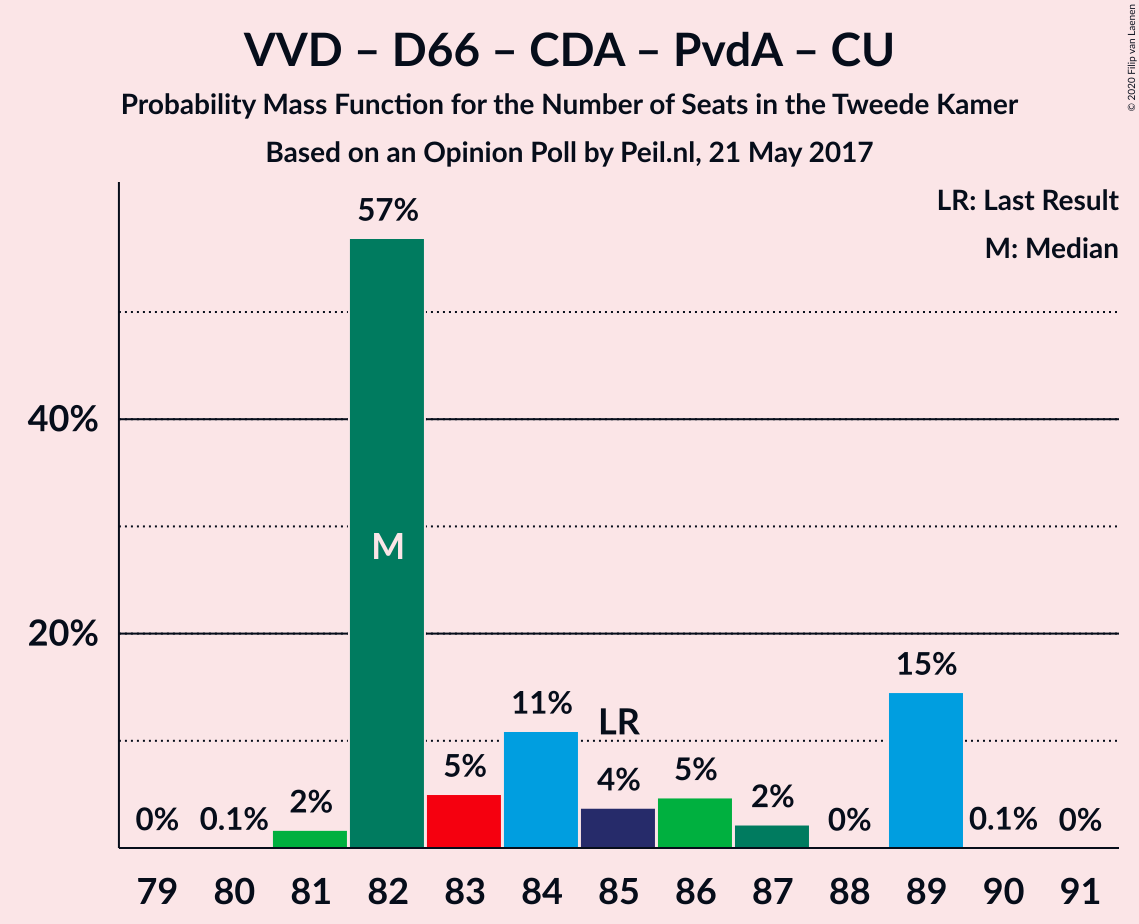 VVD – D66 – CDA – PvdA – CU
Probability Mass Function for the Number of Seats in the Tweede Kamer
Based on an Opinion Poll by Peil.nl, 21 May 2017
© 2020 Filip van Laenen
LR: Last Result
M: Median
57%
40%
M
20%
15%
11%
LR
5%
4%
5%
2%
2%
0%
0.1%
0%
0.1%
0%
79 80 81 82 83 84 85 86 87 88 89 90 91